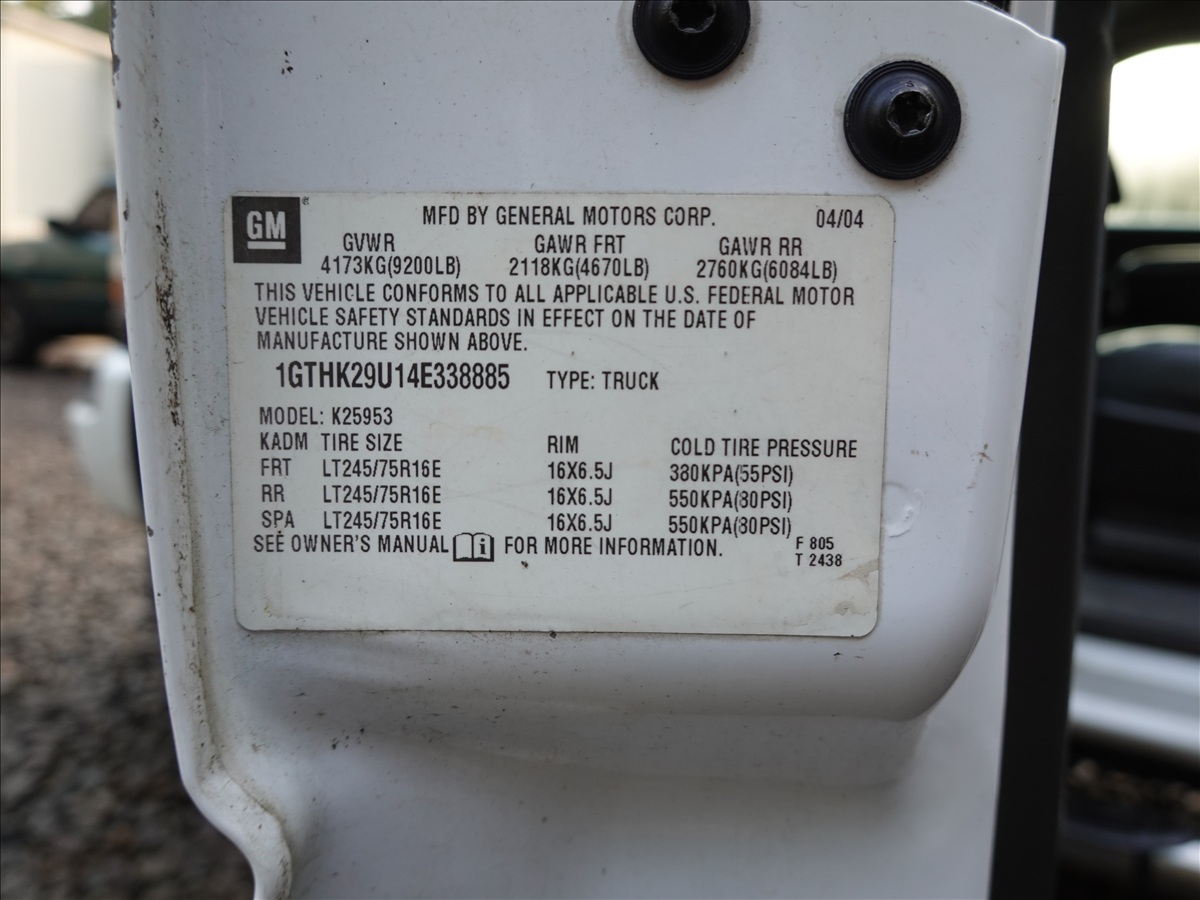 GM ® MFD BY GENERAL MOTORS CORP. 04/04
GVWR GAWR FRT GAWR RR
4173KG(9200LB) 2118KG(4670LB) 2760KG(6084LB)
THIS VEHICLE CONFORMS TO ALL APPLICABLE U.S. FEDERAL MOTOR
VEHICLE SAFETY STANDARDS IN EFFECT ON THE DATE OF
MANUFACTURE SHOWN ABOVE.
1GTHK29U14E338885 TYPE: TRUCK
MODEL: K25953
KADM TIRE SIZE RIM COLD TIRE PRESSURE
FRT LT245/75R16E 16X6.5J 380KPA(55PSI)
RR LT245/75R16E 16X6.5J 550KPA(80PSI)
SPA LT245/75R16E 16X6.5J 550KPA(80PSI)
SEE OWNER'S MANUAL FOR MORE INFORMATION.
F 805
T 2438